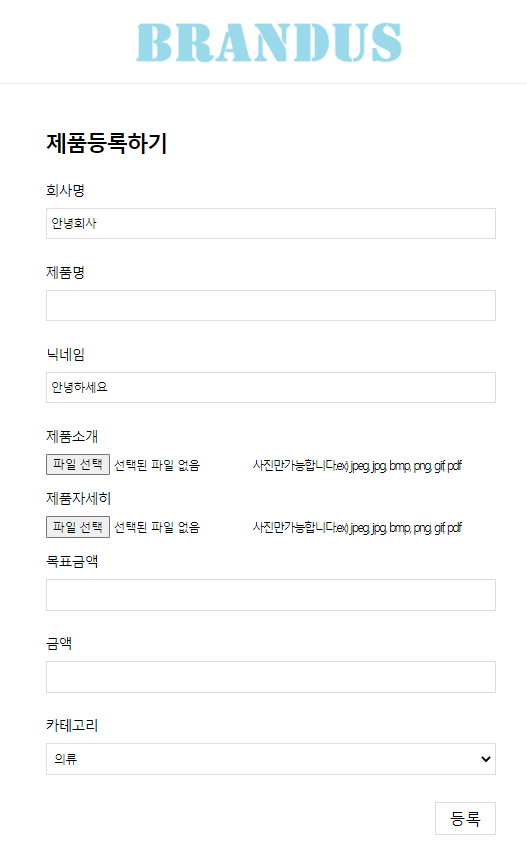 BRANDUS
제품등록하기
회사명
안녕회사
제품명
닉네임
안녕하세요
제품소개
파일 선택 선택된 파일 없음 사진만가능합니다.ex) jpeg, jpg, bmp, png, gif, pdf
제품자세히
파일 선택 선택된 파일 없음 사진만가능합니다.ex) jpeg, jpg, bmp, png, gif, pdf
목표금액
금액
카테고리
의류
등록